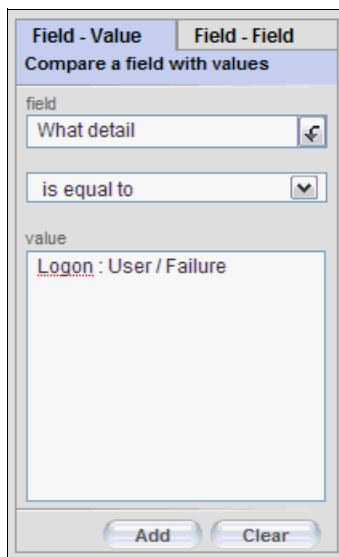 Field - Value Field - Field
Compare a field with values
field
What detail
is equal to
value
Logon : User / Failure
Add Clear